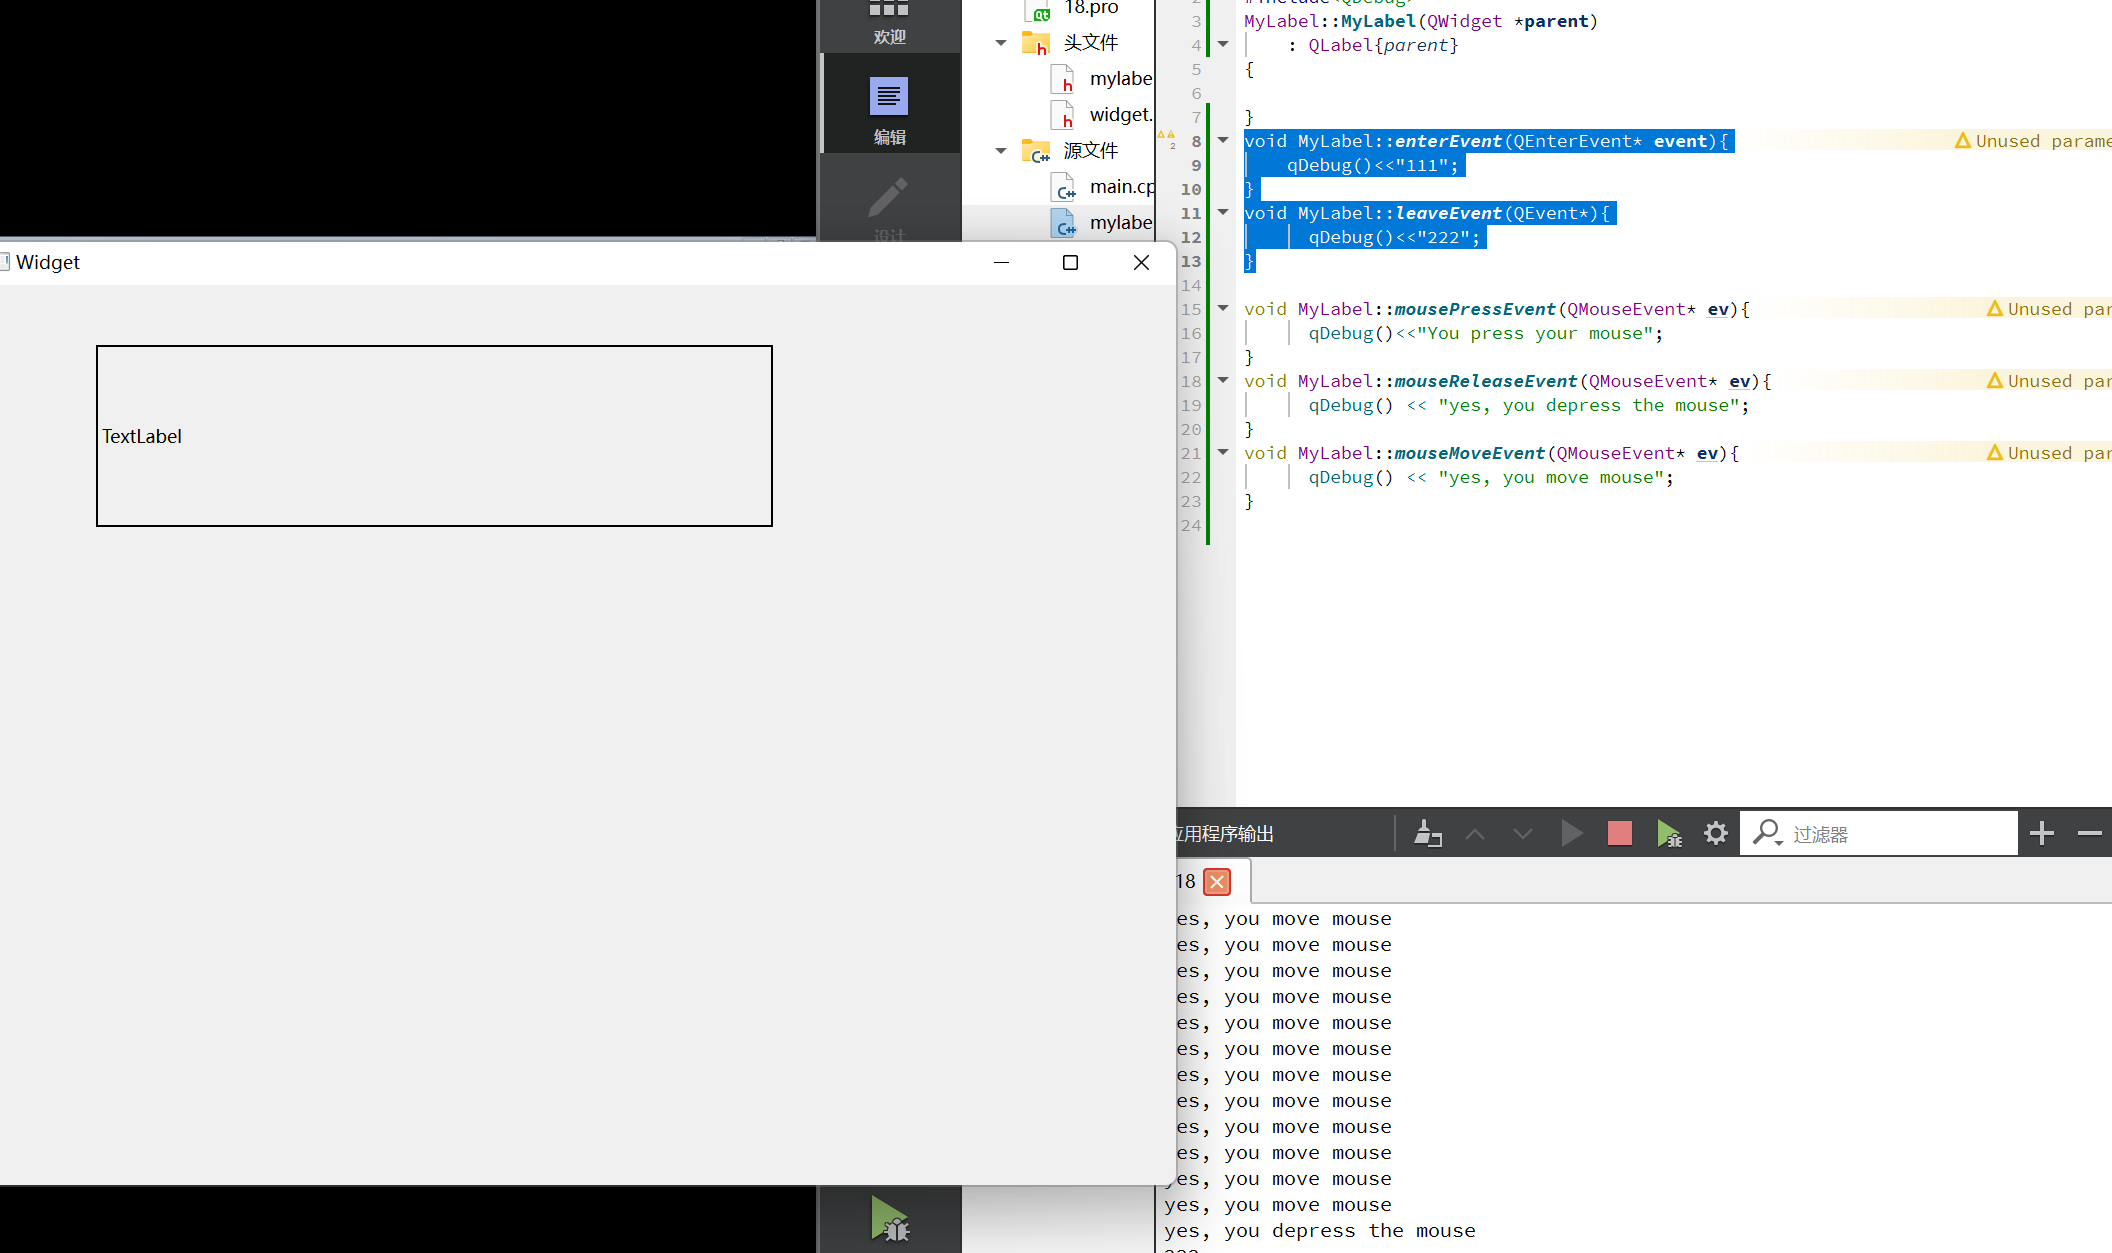 欢迎
编辑
设计
18.pro
头文件
mylabe
widget.
源文件
main.cp
mylabe
Widget
TextLabel
2
3 MyLabel::MyLabel(QWidget *parent)
4 : QLabel{parent}
5 {
6
7 }
8 void MyLabel::enterEvent(QEnterEvent* event){ Unused parame
9 qDebug()<<"111";
10 }
11 void MyLabel::leaveEvent(QEvent*){
12 qDebug()<<"222";
13 }
14
15 void MyLabel::mousePressEvent(QMouseEvent* ev){ Unused par
16 qDebug()<<"You press your mouse";
17 }
18 void MyLabel::mouseReleaseEvent(QMouseEvent* ev){ Unused par
19 qDebug() << "yes, you depress the mouse";
20 }
21 void MyLabel::mouseMoveEvent(QMouseEvent* ev){ Unused par
22 qDebug() << "yes, you move mouse";
23 }
24
应用程序输出
过滤器
18
es, you move mouse
es, you move mouse
es, you move mouse
es, you move mouse
es, you move mouse
es, you move mouse
es, you move mouse
es, you move mouse
es, you move mouse
es, you move mouse
yes, you move mouse
yes, you move mouse
yes, you depress the mouse